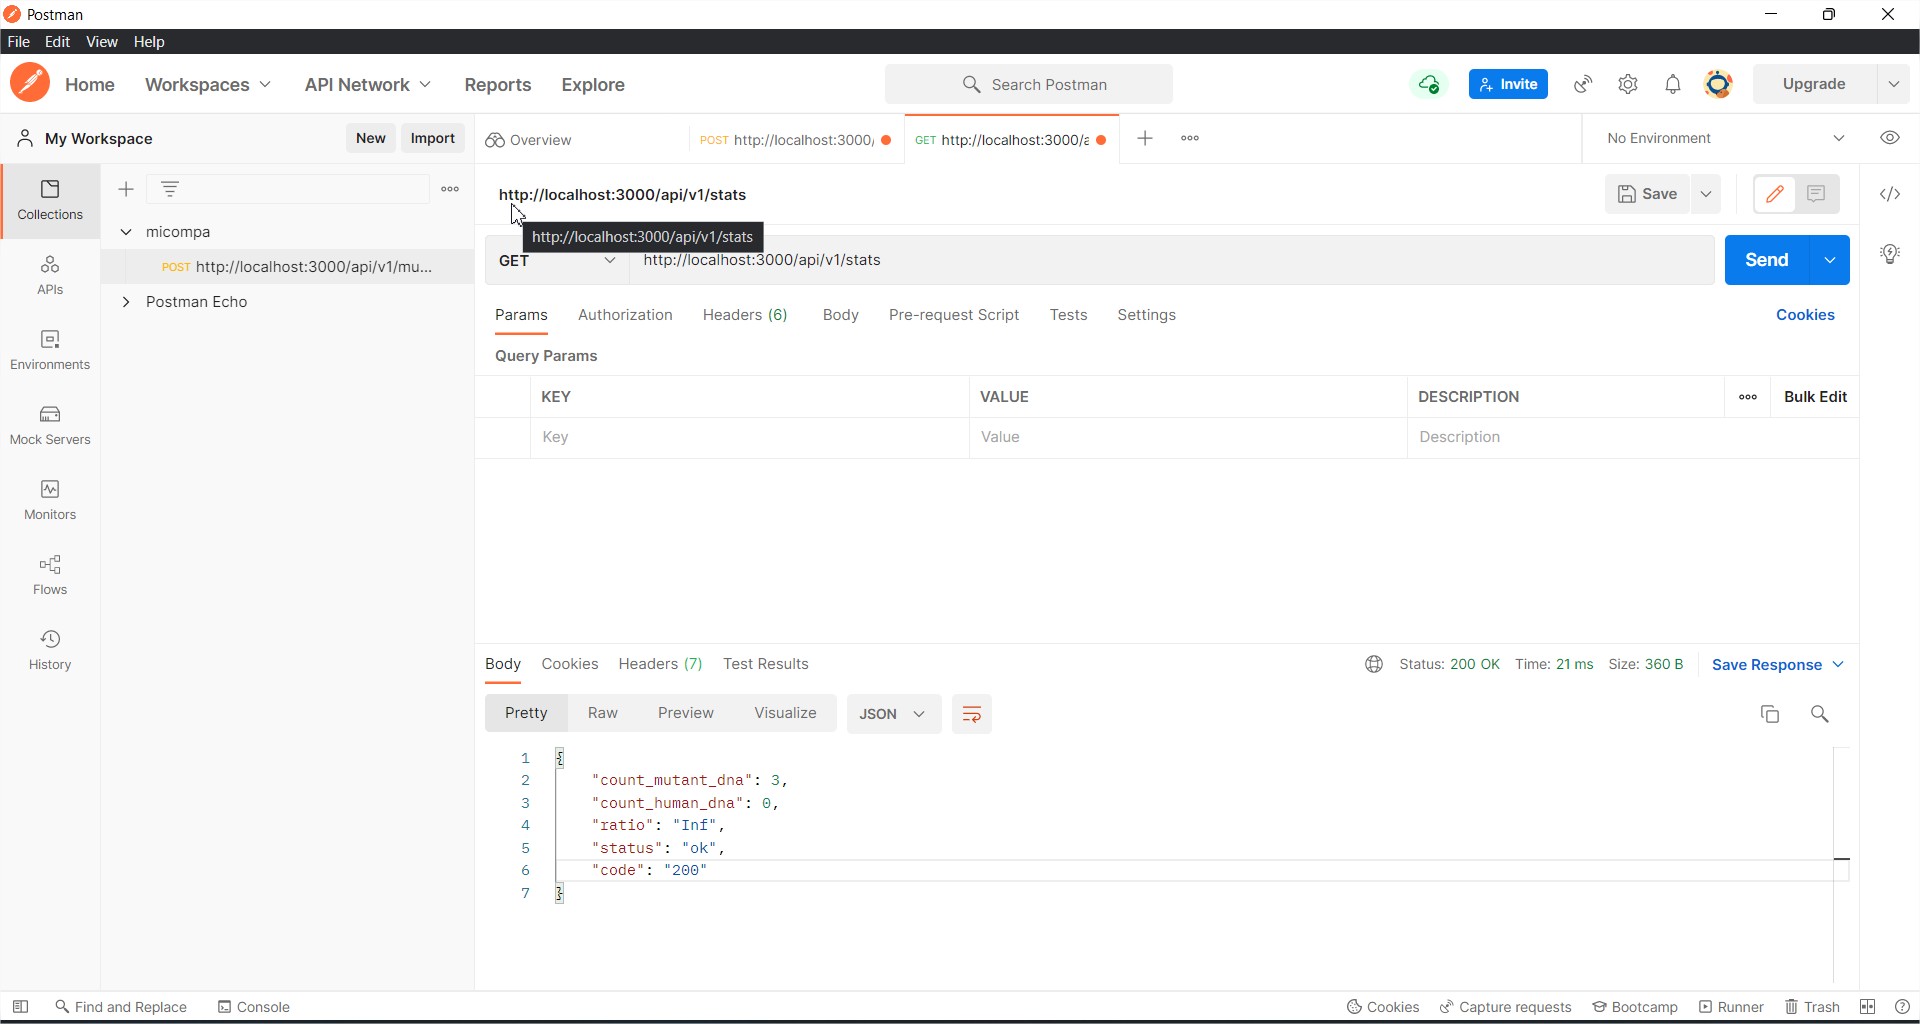 Postman
File Edit View Help
Home Workspaces API Network Reports Explore Search Postman Invite Upgrade
My Workspace New Import Overview POST http://localhost:3000/ GET http://localhost:3000/a No Environment
Collections
http://localhost:3000/api/v1/stats Save
micompa
http://localhost:3000/api/v1/stats
POST http://localhost:3000/api/v1/mu...
GET http://localhost:3000/api/v1/stats Send
APIs
Postman Echo
Params Authorization Headers (6) Body Pre-request Script Tests Settings Cookies
Environments
Query Params
KEY VALUE DESCRIPTION Bulk Edit
Mock Servers
Key Value Description
Monitors
Flows
History
Body Cookies Headers (7) Test Results Status: 200 OK Time: 21 ms Size: 360 B Save Response
Pretty Raw Preview Visualize JSON
1 {
2 "count_mutant_dna": 3,
3 "count_human_dna": 0,
4 "ratio": "Inf",
5 "status": "ok",
6 "code": "200"
7 }
Find and Replace Console Cookies Capture requests Bootcamp Runner Trash